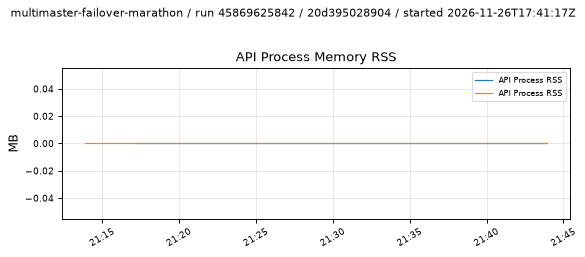 multimaster-failover-marathon / run 45869625842 / 20d395028904 / started 2026-11-26T17:41:17Z
API Process Memory RSS
API Process RSS
API Process RSS
MB
0.04
0.02
0.00
−0.02
−0.04
21:15
21:20
21:25
21:30
21:35
21:40
21:45